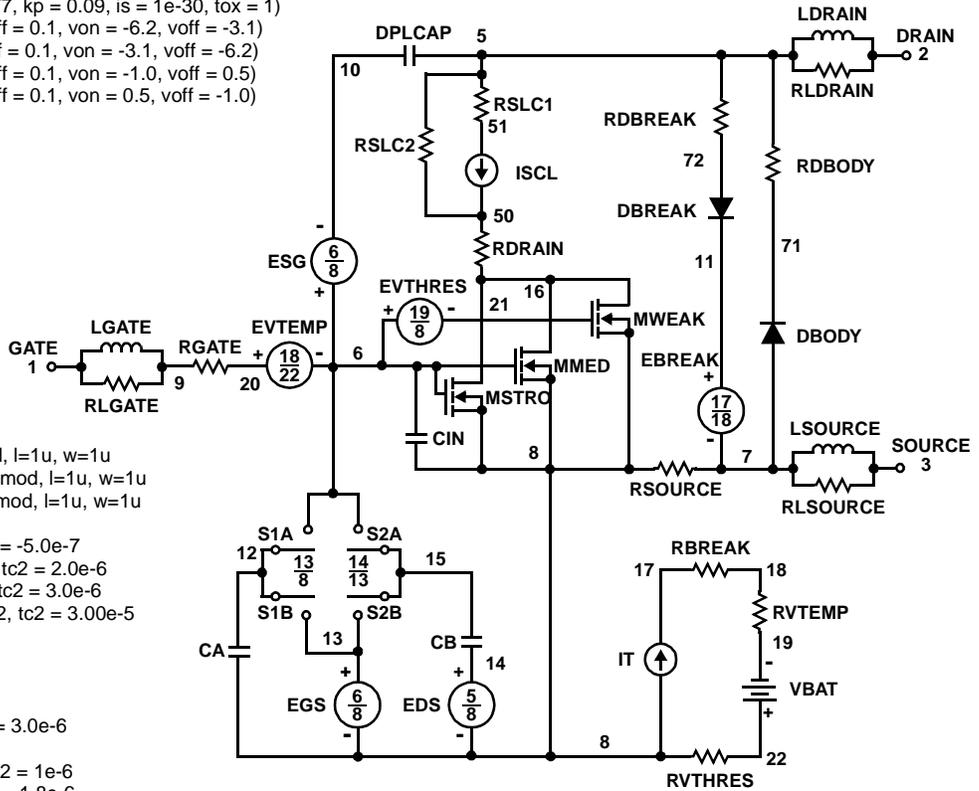 7, kp = 0.09, is = 1e-30, tox = 1)
ff = 0.1, von = -6.2, voff = -3.1)
f = 0.1, von = -3.1, voff = -6.2)
ff = 0.1, von = -1.0, voff = 0.5)
ff = 0.1, von = 0.5, voff = -1.0)
LDRAIN
DPLCAP 5 DRAIN
10 2
RLDRAIN
RSLC1
51
RDBREAK
RSLC2
72
RDBODY
ISCL
DBREAK
50
RDRAIN
71
11
-
ESG
6
8
+
EVTHRES
+ 19 -
8
21
16
MWEAK
LGATE
EVTEMP
DBODY
GATE
1
RGATE
+ 18 -
22
6
MMED
EBREAK
+
9
20
RLGATE
MSTRO
17
18
-
CIN
8
7
LSOURCE
SOURCE
3
RSOURCE
RLSOURCE
l, l=1u, w=1u
mod, l=1u, w=1u
mod, l=1u, w=1u
= -5.0e-7
tc2 = 2.0e-6
tc2 = 3.0e-6
2, tc2 = 3.00e-5
S1A
S2A
12
13
8
14
13
15
S1B
S2B
13
CA
CB
+
14
+
EGS
6
8
-
EDS
5
8
-
RBREAK
17
18
RVTEMP
19
IT
-
VBAT
+
8
22
RVTHRES
= 3.0e-6
2 = 1e-6